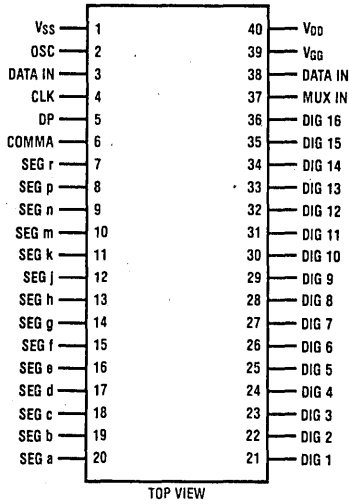 VSS 1 40 VDD
OSC 2 39 VGG
DATA IN 3 38 DATA IN
CLK 4 37 MUX IN
DP 5 36 DIG 16
COMMA 6 35 DIG 15
SEG r 7 34 DIG 14
SEG p 8 33 DIG 13
SEG n 9 32 DIG 12
SEG m 10 31 DIG 11
SEG k 11 30 DIG 10
SEG j 12 29 DIG 9
SEG h 13 28 DIG 8
SEG g 14 27 DIG 7
SEG f 15 26 DIG 6
SEG e 16 25 DIG 5
SEG d 17 24 DIG 4
SEG c 18 23 DIG 3
SEG b 19 22 DIG 2
SEG a 20 21 DIG 1
TOP VIEW